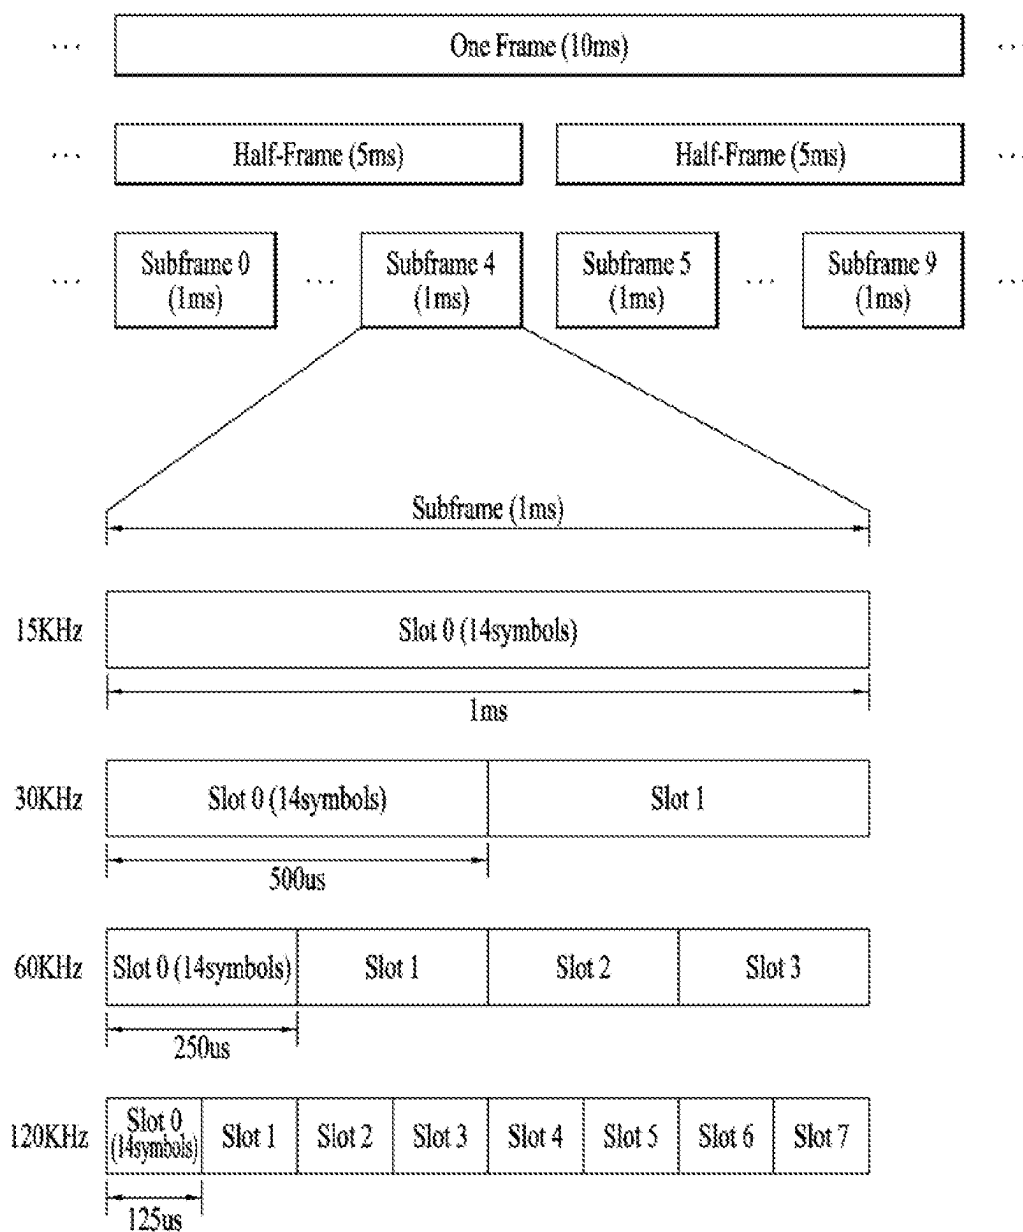 ... One Frame (10ms) ...
... Half-Frame (5ms) Half-Frame (5ms) ...
... Subframe 0 (1ms) ... Subframe 4 (1ms) Subframe 5 (1ms) ... Subframe 9 (1ms) ...
Subframe (1ms)
15KHz Slot 0 (14symbols)
1ms
30KHz Slot 0 (14symbols) Slot 1
500us
60KHz Slot 0 (14symbols) Slot 1 Slot 2 Slot 3
250us
120KHz Slot 0 (14symbols) Slot 1 Slot 2 Slot 3 Slot 4 Slot 5 Slot 6 Slot 7
125us